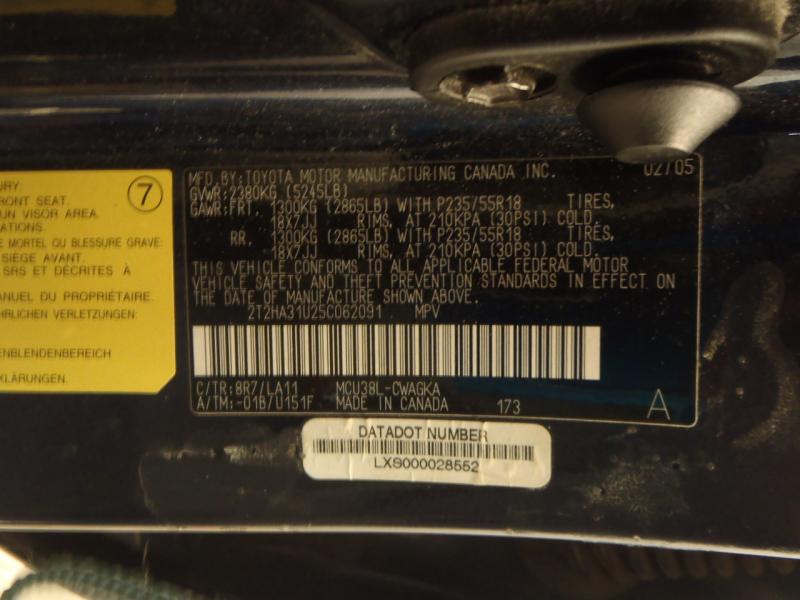 URY:
RONT SEAT.
UN VISOR AREA.
ATIONS.
E MORTEL OU BLESSURE GRAVE:
SIÈGE AVANT.
SRS ET DÉCRITES À
ANUEL DU PROPRIÉTAIRE.
HRLICHEN VERLETZUNGEN:
ENBLENDENBEREICH
KLÄRUNGEN.
7
MFD.BY:TOYOTA MOTOR MANUFACTURING CANADA INC. 02/05
GVWR:2380KG (5245LB)
GAWR:FRT. 1300KG (2865LB) WITH P235/55R18 TIRES,
18X7JJ RIMS, AT 210KPA (30PSI) COLD.
RR. 1300KG (2865LB) WITH P235/55R18 TIRES,
18X7JJ RIMS, AT 210KPA (30PSI) COLD.
THIS VEHICLE CONFORMS TO ALL APPLICABLE FEDERAL MOTOR
VEHICLE SAFETY AND THEFT PREVENTION STANDARDS IN EFFECT ON
THE DATE OF MANUFACTURE SHOWN ABOVE.
2T2HA31U25C062091 MPV
C/TR:8R7/LA11 MCU38L-CWAGKA
A/TM:-01B/U151F MADE IN CANADA 173 A
DATADOT NUMBER
LXS000028552